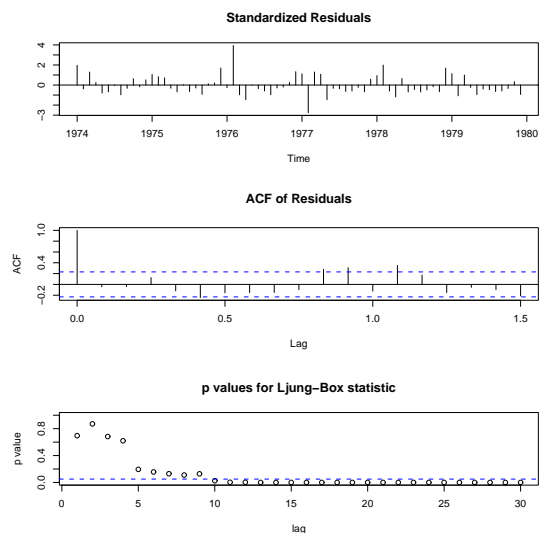 Standardized Residuals
4
2
0
−3
1974 1975 1976 1977 1978 1979 1980
Time
ACF of Residuals
1.0
0.4
−0.2
ACF
0.0 0.5 1.0 1.5
Lag
p values for Ljung−Box statistic
0.8
0.4
0.0
p value
0 5 10 15 20 25 30
lag